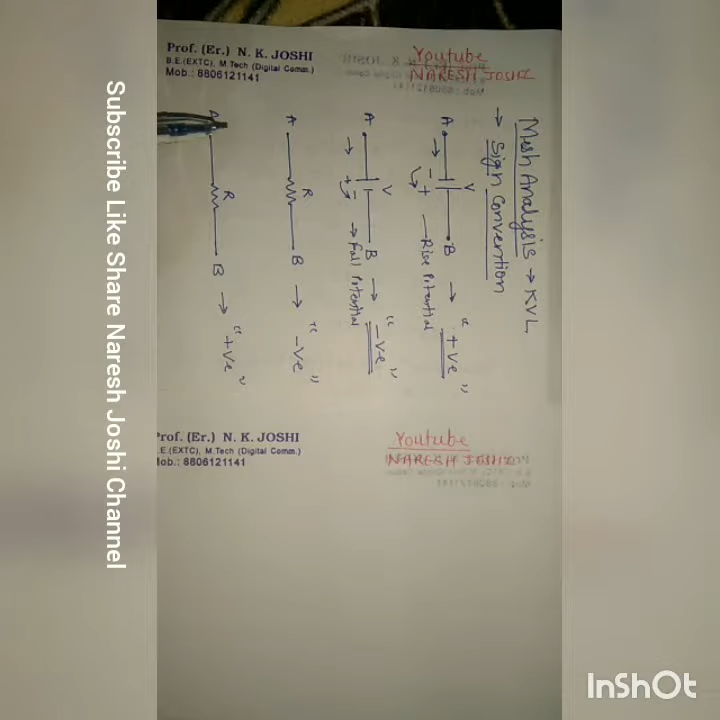 Prof. (Er.) N. K. JOSHI
B.E.(EXTC), M.Tech (Digital Comm.)
Mob.: 8806121141
Youtube
NARESH JOSHI
Mesh Analysis → KVL
→ Sign Convention
A V B → " +ve "
→ - +
Rise Potential
A V B → " -ve "
→ + -
→ Fall Potential
A R B → " -ve "
A R B → " +ve "
Prof. (Er.) N. K. JOSHI
.E.(EXTC), M.Tech (Digital Comm.)
Mob.: 8806121141
Youtube
NARESH JOSHI
Subscribe Like Share Naresh Joshi Channel
InShOt